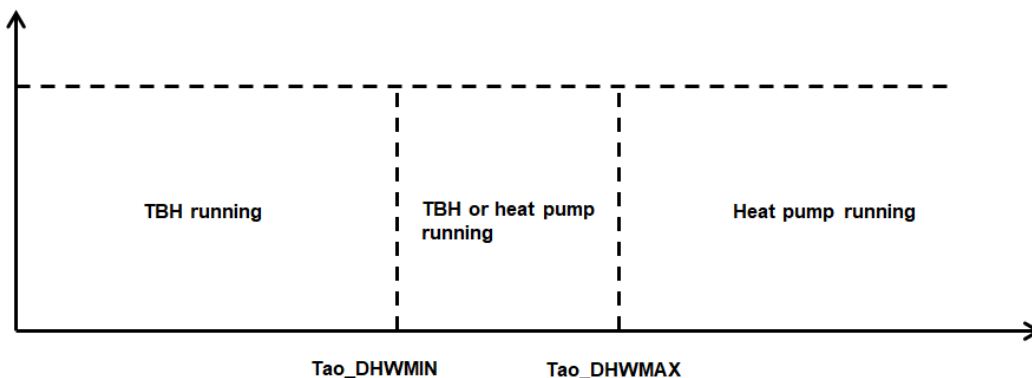 TBH running
TBH or heat pump
running
Heat pump running
Tao_DHWMIN
Tao_DHWMAX